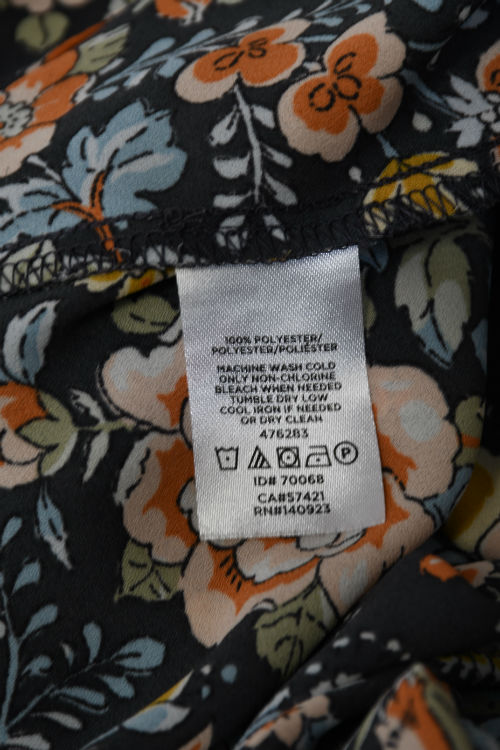 100% POLYESTER/
POLYESTER/POLIÉSTER
MACHINE WASH COLD
ONLY NON-CHLORINE
BLEACH WHEN NEEDED
TUMBLE DRY LOW
COOL IRON IF NEEDED
OR DRY CLEAN
476283
P
ID# 70068
CA#57421
RN#140923